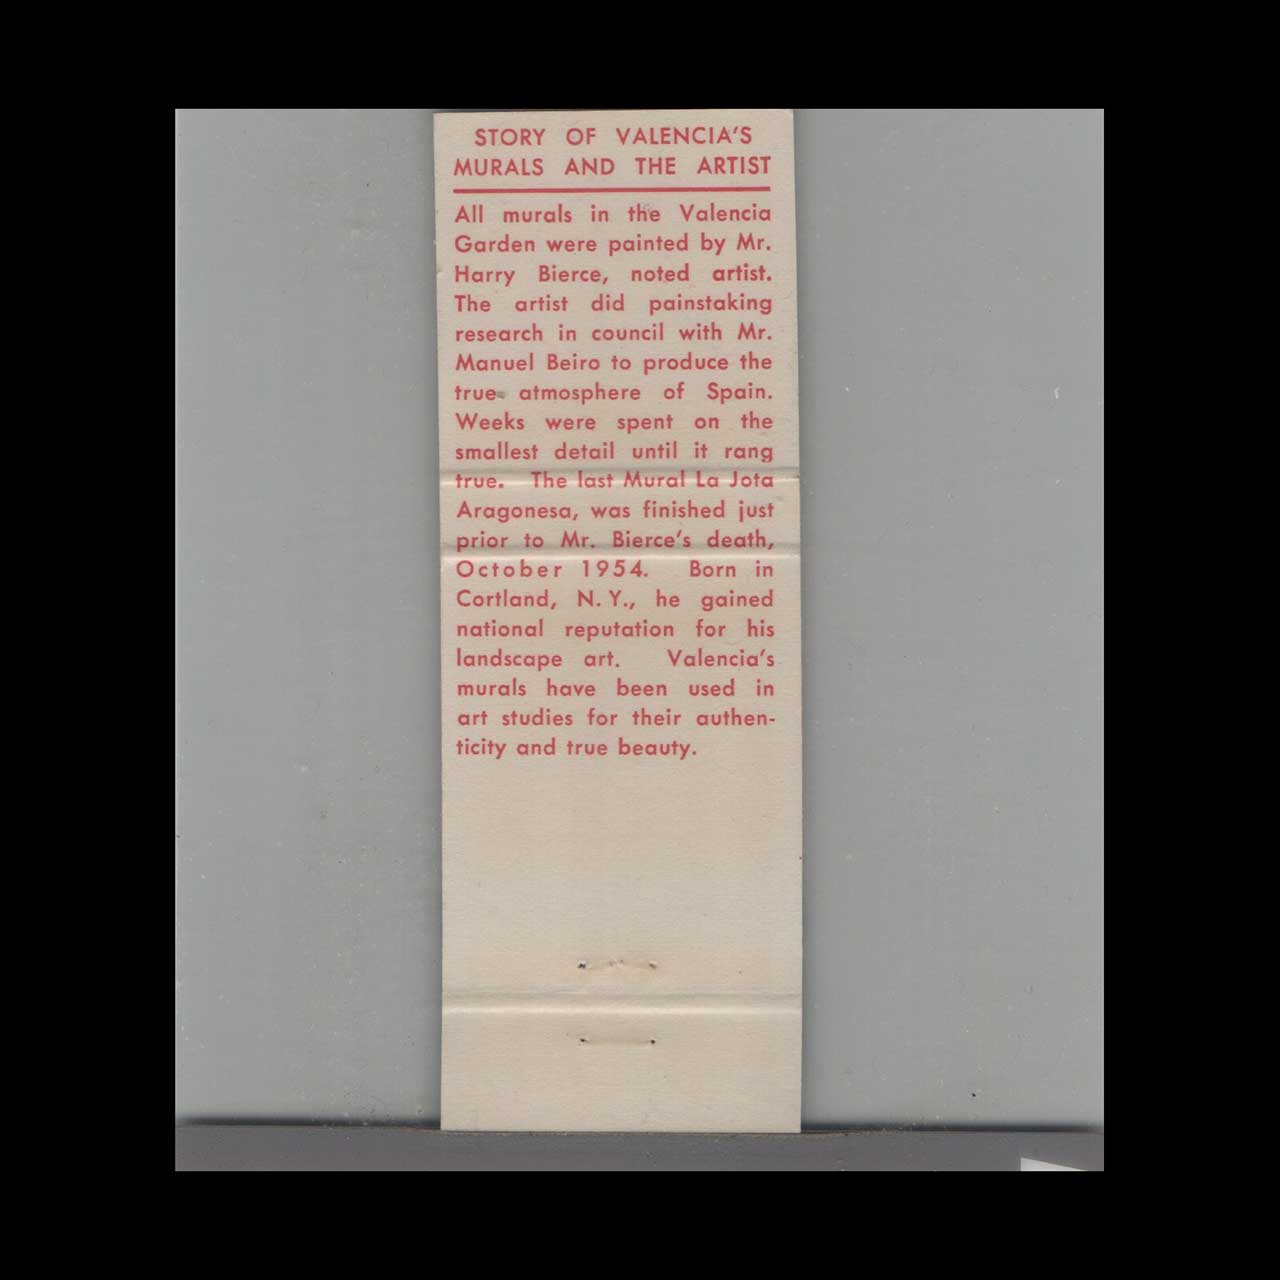 STORY OF VALENCIA'S
MURALS AND THE ARTIST
All murals in the Valencia
Garden were painted by Mr.
Harry Bierce, noted artist.
The artist did painstaking
research in council with Mr.
Manuel Beiro to produce the
true atmosphere of Spain.
Weeks were spent on the
smallest detail until it rang
true. The last Mural La Jota
Aragonesa, was finished just
prior to Mr. Bierce's death,
October 1954. Born in
Cortland, N. Y., he gained
national reputation for his
landscape art. Valencia's
murals have been used in
art studies for their authen-
ticity and true beauty.